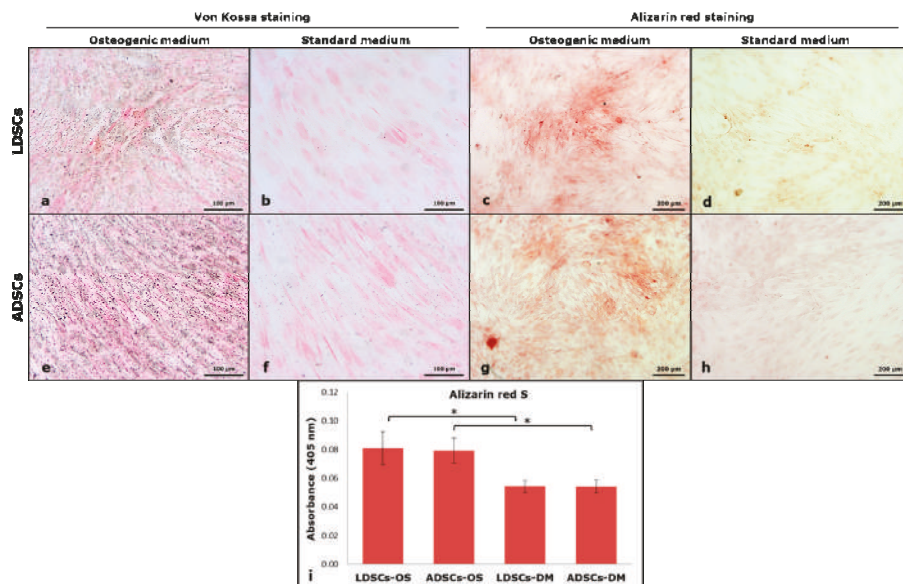 Von Kossa staining
Alizarin red staining
Osteogenic medium
Standard medium
Osteogenic medium
Standard medium
LDSCs
a
100 µm
b
100 µm
c
200 µm
d
200 µm
ADSCs
e
100 µm
f
100 µm
g
200 µm
h
200 µm
Alizarin red S
Absorbance (405 nm)
0.12
0.10
0.08
0.06
0.04
0.02
0.00
*
*
i
LDSCs-OS
ADSCs-OS
LDSCs-DM
ADSCs-DM